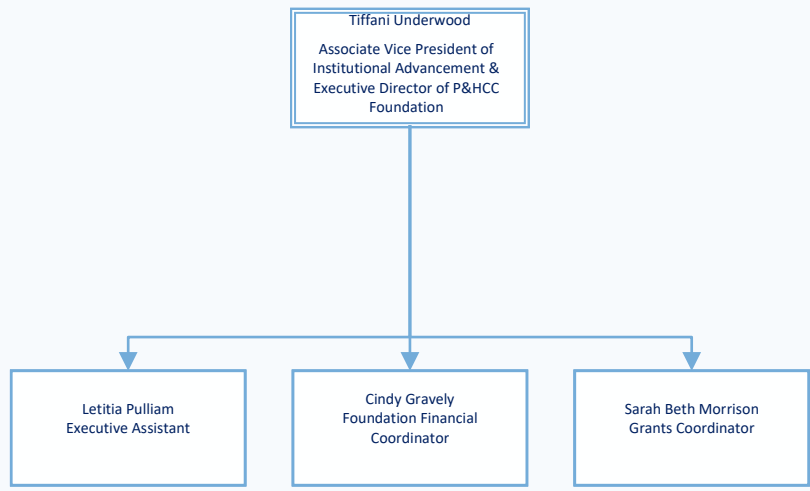 Tiffani Underwood
Associate Vice President of
Institutional Advancement &
Executive Director of P&HCC
Foundation
Letitia Pulliam
Executive Assistant
Cindy Gravely
Foundation Financial
Coordinator
Sarah Beth Morrison
Grants Coordinator